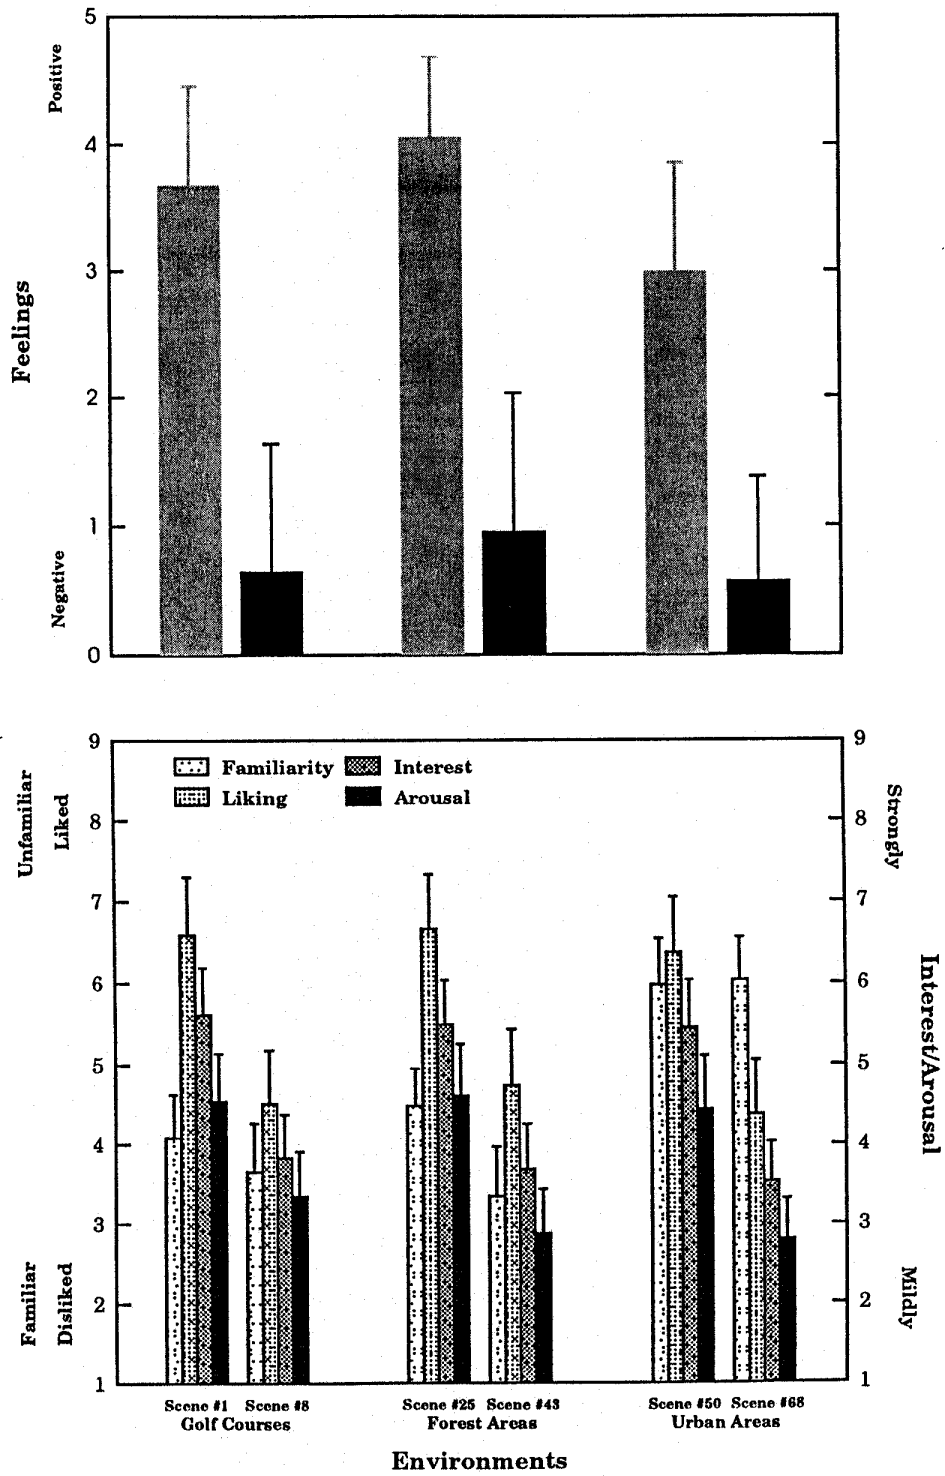 5
4
3
2
1
0
Positive
Feelings
Negative
9
8
7
6
5
4
3
2
1
Unfamiliar
Liked
Familiar
Disliked
Familiarity
Interest
Liking
Arousal
9
8
7
6
5
4
3
2
1
Strongly
Interest/Arousal
Mildly
Scene #1 Scene #8
Golf Courses
Scene #25 Scene #43
Forest Areas
Scene #50 Scene #68
Urban Areas
Environments